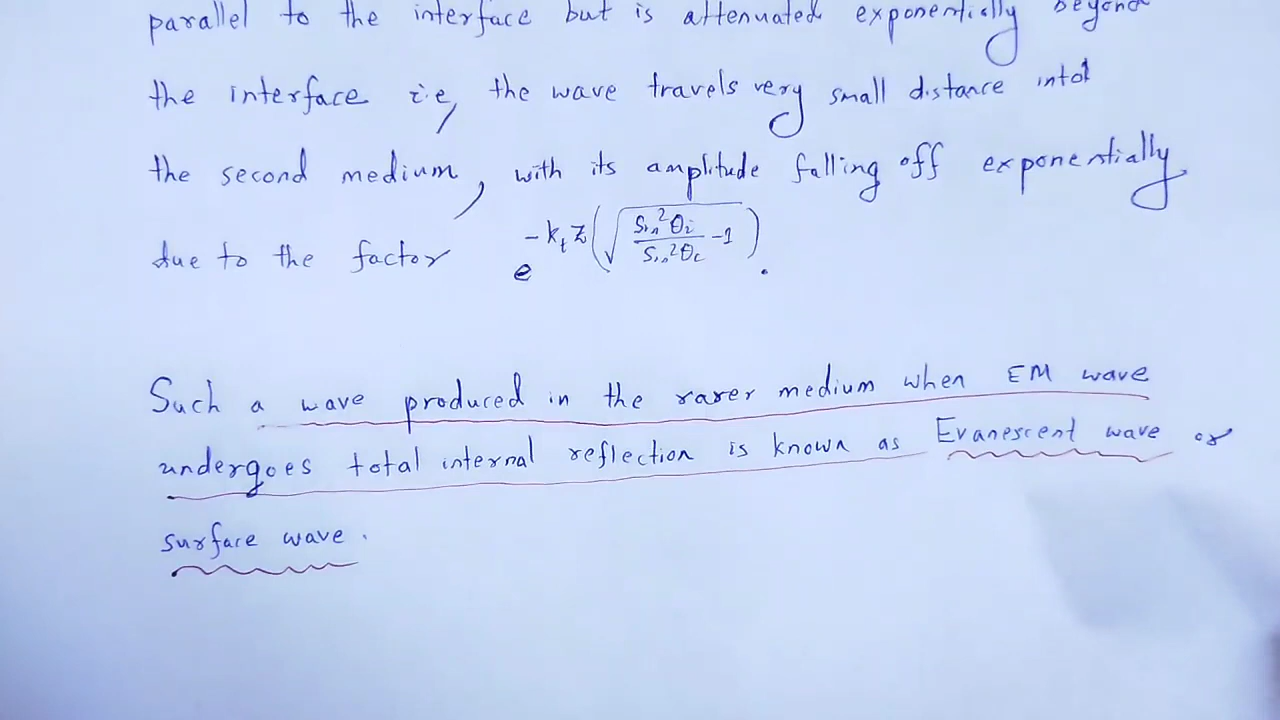 parallel to the interface but is attenuated exponentially beyond
the interface i.e, the wave travels very small distance into
the second medium, with its amplitude falling off exponentially
due to the factor e^{-k_t z(√(Sin²θi/Sin²θc - 1))}.
Such a wave produced in the rarer medium when EM wave
undergoes total internal reflection is known as Evanescent wave or
surface wave.